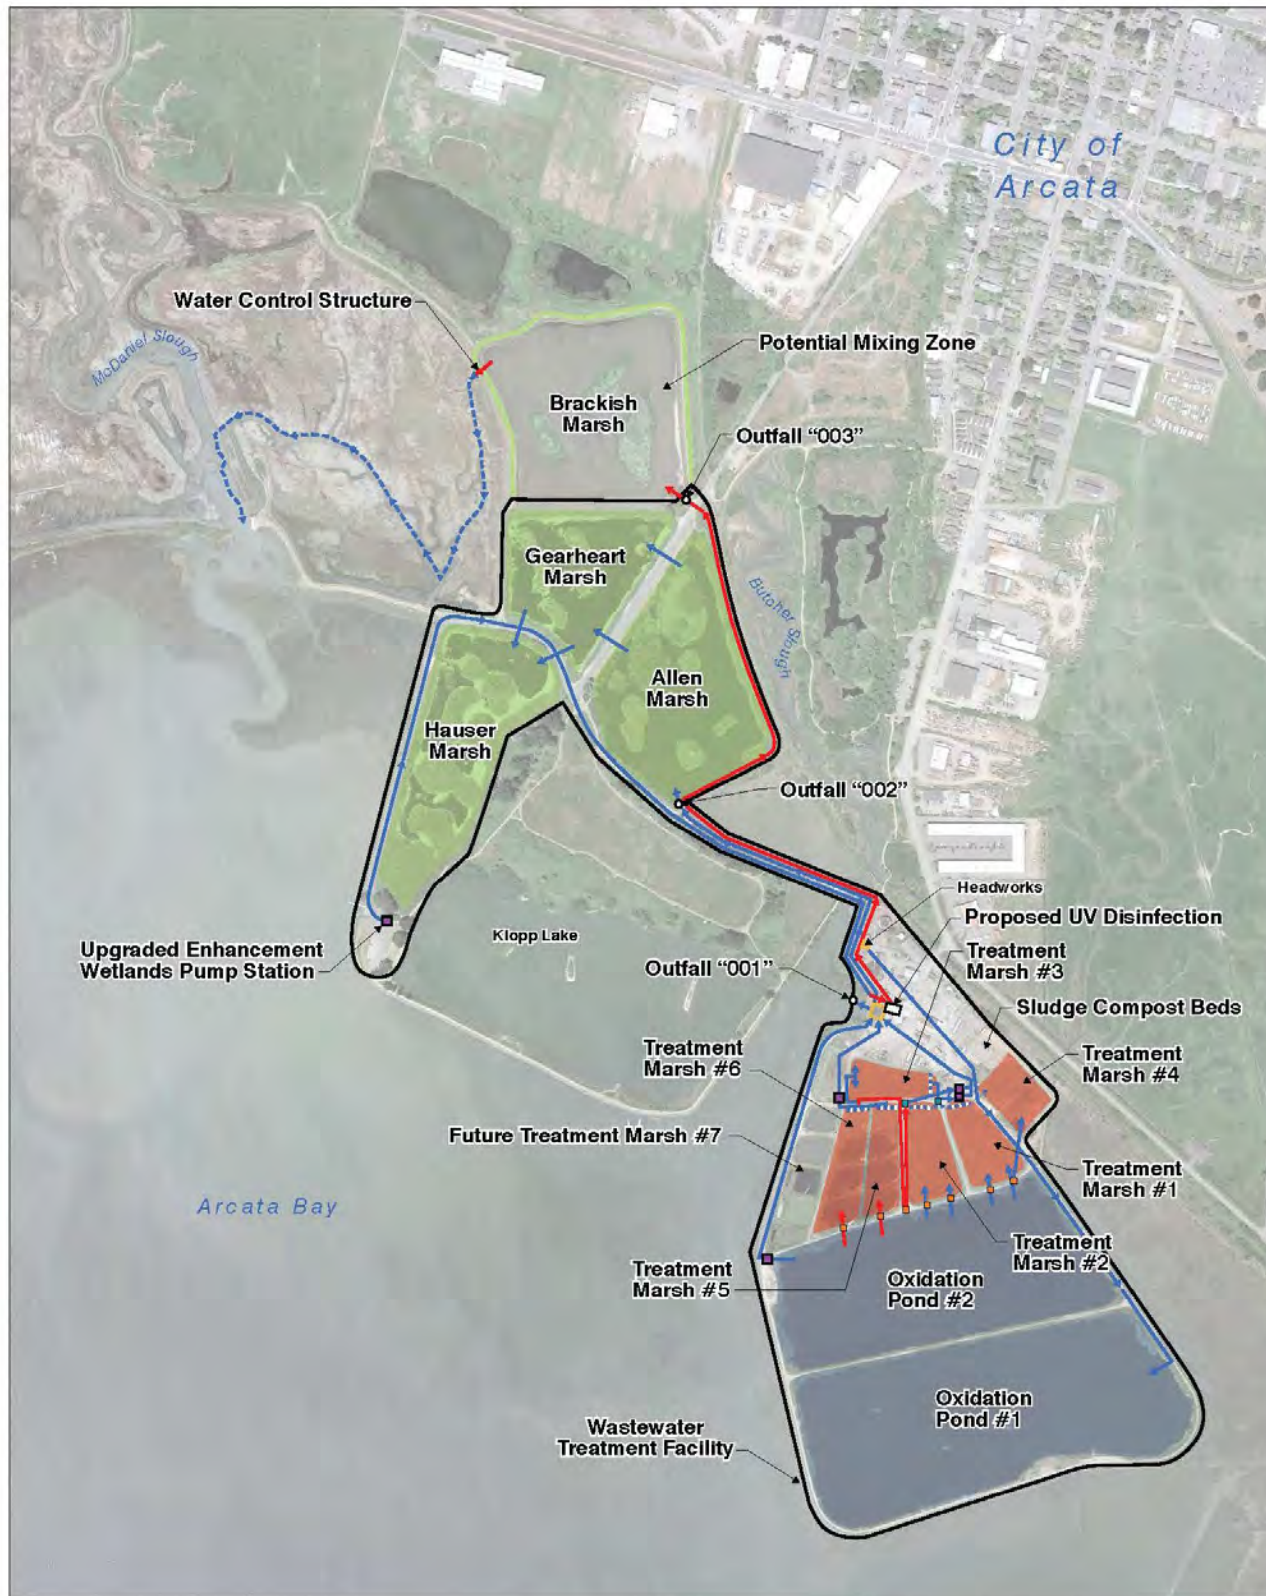 City of
Arcata
Water Control Structure
McDaniel Slough
Potential Mixing Zone
Brackish
Marsh
Outfall “003”
Gearheart
Marsh
Butcher Slough
Allen
Marsh
Hauser
Marsh
Outfall “002”
Headworks
Proposed UV Disinfection
Klopp Lake
Upgraded Enhancement
Wetlands Pump Station
Outfall “001”
Treatment
Marsh #3
Sludge Compost Beds
Treatment
Marsh #6
Treatment
Marsh #4
Future Treatment Marsh #7
Treatment
Marsh #1
Arcata Bay
Treatment
Marsh #2
Treatment
Marsh #5
Oxidation
Pond #2
Oxidation
Pond #1
Wastewater
Treatment Facility